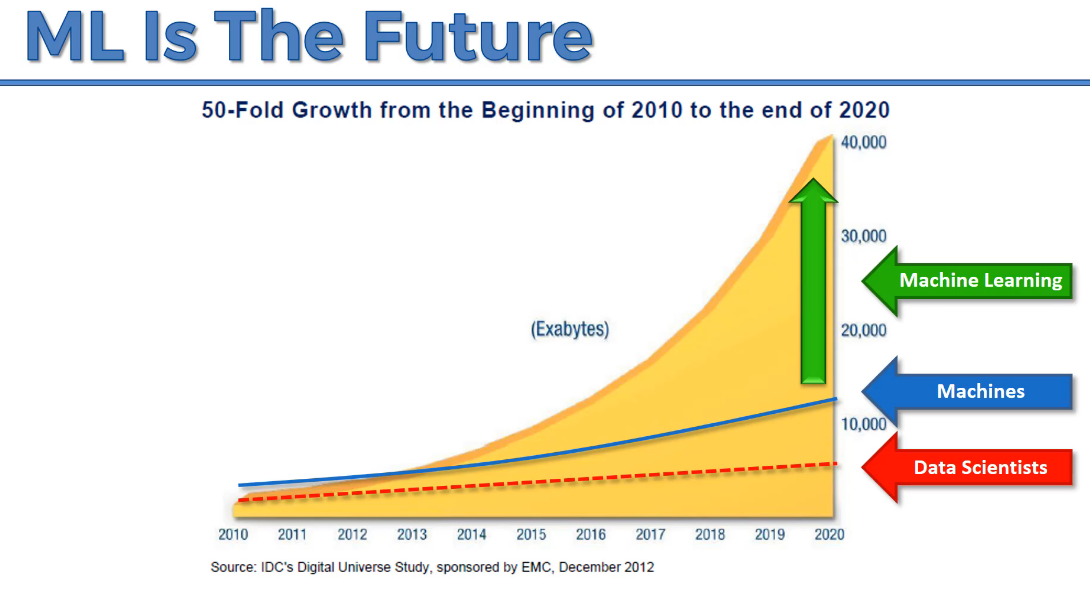 ML Is The Future
50-Fold Growth from the Beginning of 2010 to the end of 2020
40,000
30,000
Machine Learning
(Exabytes)
20,000
Machines
10,000
Data Scientists
2010 2011 2012 2013 2014 2015 2016 2017 2018 2019 2020
Source: IDC's Digital Universe Study, sponsored by EMC, December 2012